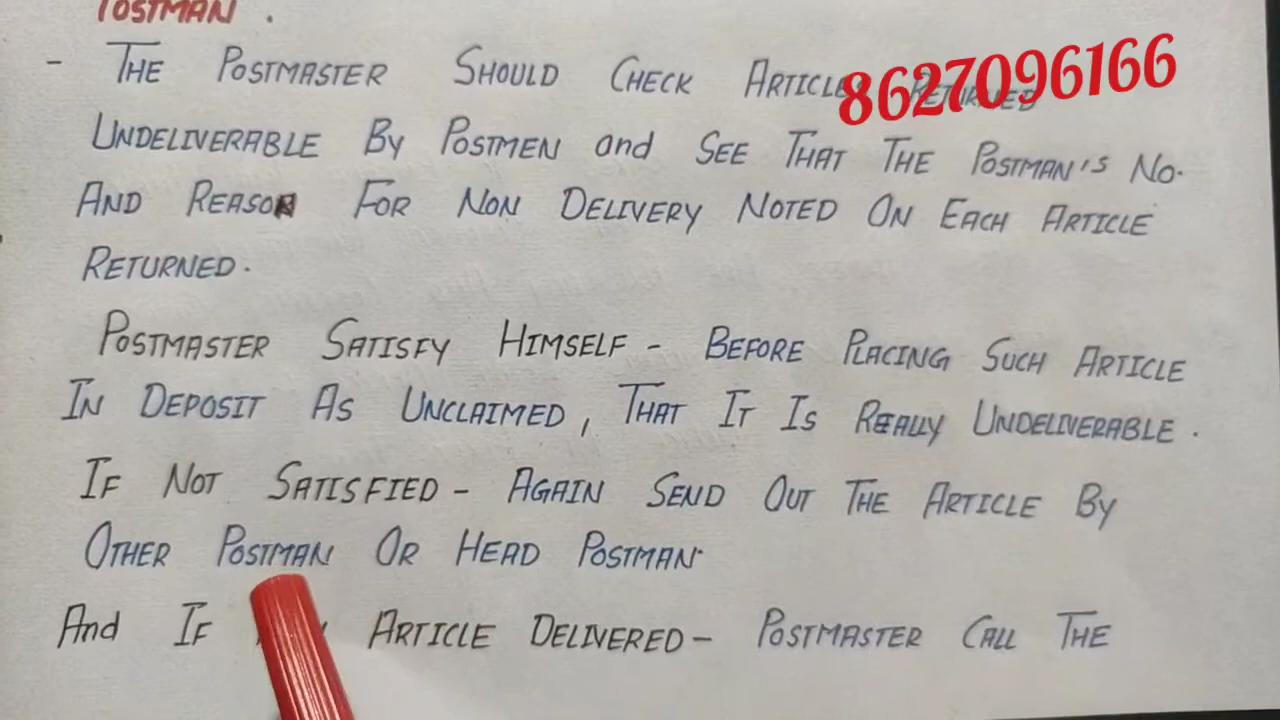 POSTMAN.
- THE POSTMASTER SHOULD CHECK ARTICLE RETURNED
8627096166
UNDELIVERABLE BY POSTMEN and SEE THAT THE POSTMAN'S NO.
AND REASON FOR NON DELIVERY NOTED ON EACH ARTICLE
RETURNED.
POSTMASTER SATISFY HIMSELF - BEFORE PLACING SUCH ARTICLE
IN DEPOSIT AS UNCLAIMED, THAT IT IS REALLY UNDELIVERABLE.
IF NOT SATISFIED - AGAIN SEND OUT THE ARTICLE BY
OTHER POSTMAN OR HEAD POSTMAN.
And IF ARTICLE DELIVERED - POSTMASTER CALL THE